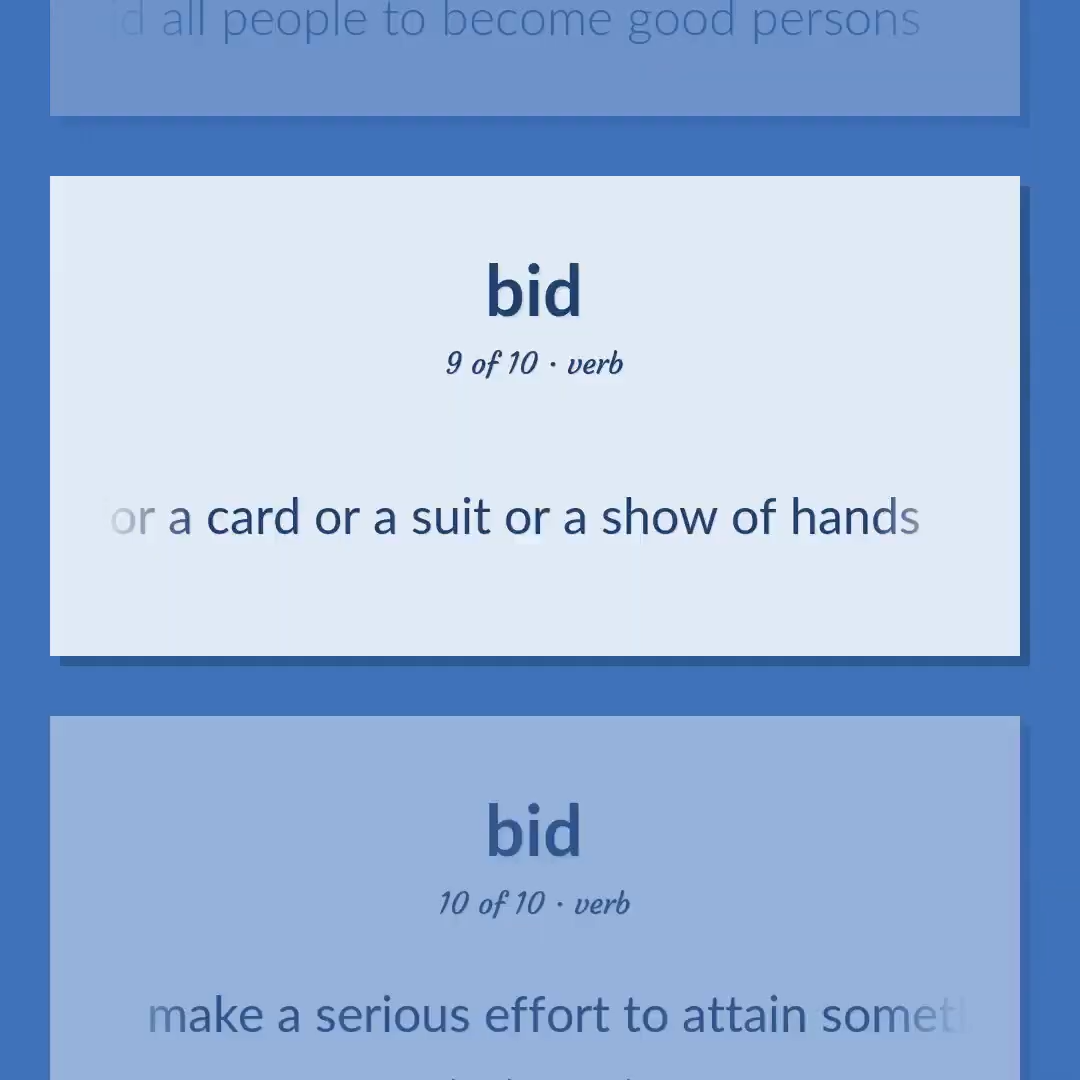 all people to become good persons
bid
9 of 10 · verb
or a card or a suit or a show of hands
bid
10 of 10 · verb
make a serious effort to attain